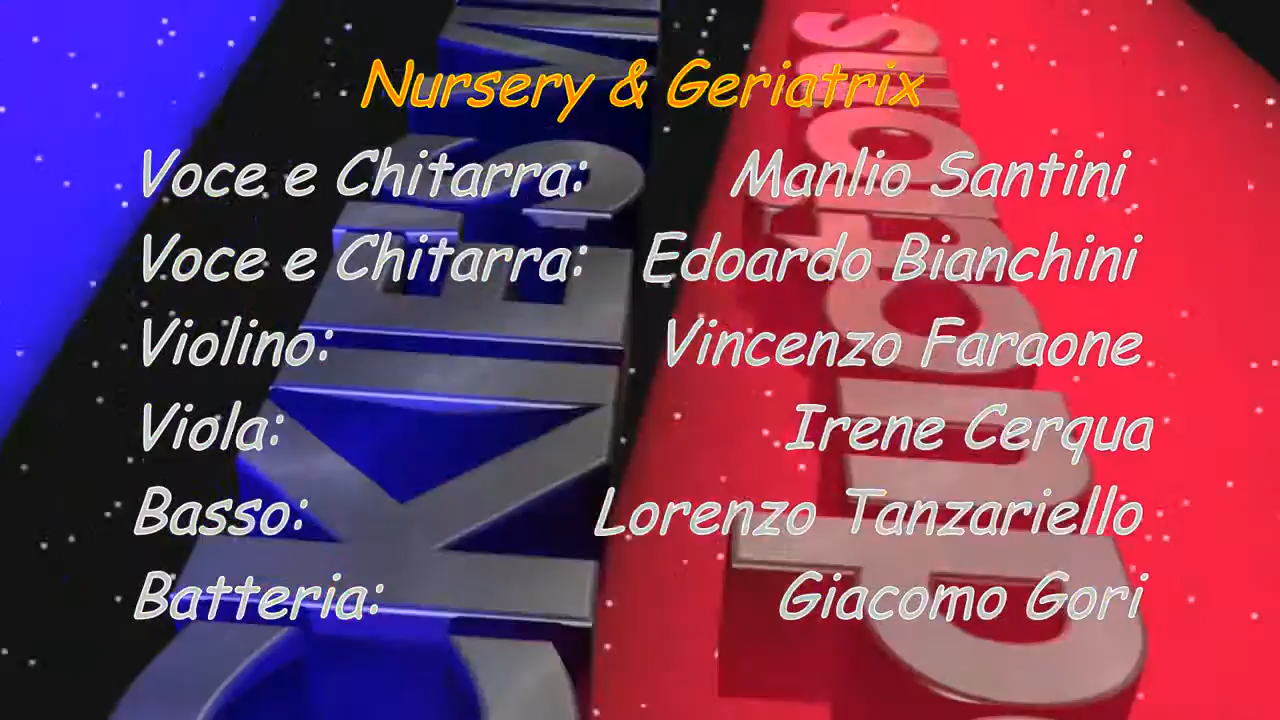 Nursery & Geriatrix
Voce e Chitarra: Manlio Santini
Voce e Chitarra: Edoardo Bianchini
Violino: Vincenzo Faraone
Viola: Irene Cerqua
Basso: Lorenzo Tanzariello
Batteria: Giacomo Gori